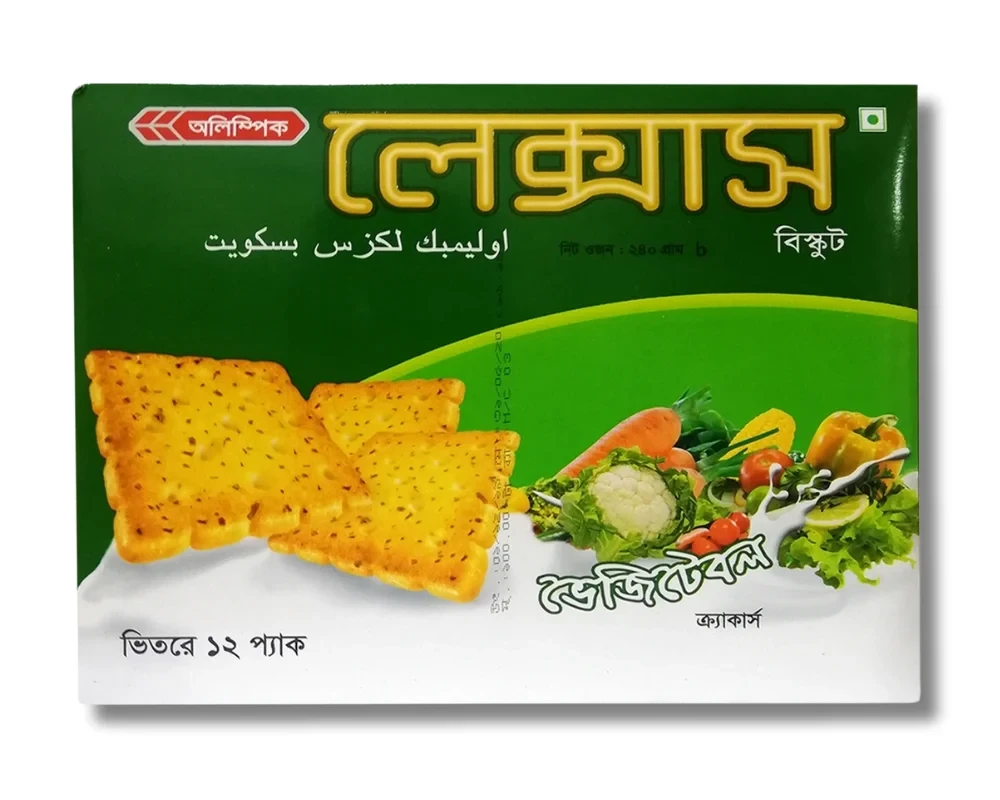 অলিম্পিক
লেক্সাস
اوليمبك لكزس بسكويت
নিট ওজন : ২৪০ গ্রাম
বিস্কুট
ভেজিটেবল
ক্র্যাকার্স
ভিতরে ১২ প্যাক